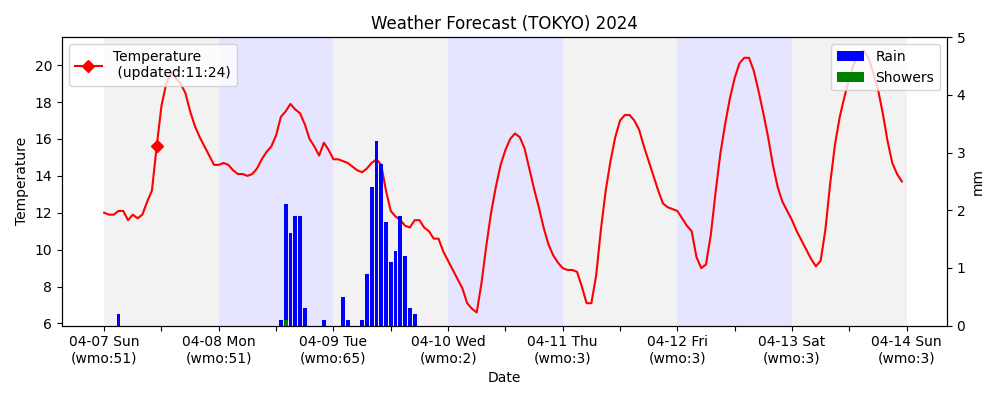 Weather Forecast (TOKYO) 2024
Temperature
(updated:11:24)
Rain
Showers
Temperature
20
18
16
14
12
10
8
6
5
4
3
2
1
0
mm
04-07 Sun
(wmo:51)
04-08 Mon
(wmo:51)
04-09 Tue
(wmo:65)
04-10 Wed
(wmo:2)
04-11 Thu
(wmo:3)
04-12 Fri
(wmo:3)
04-13 Sat
(wmo:3)
04-14 Sun
(wmo:3)
Date